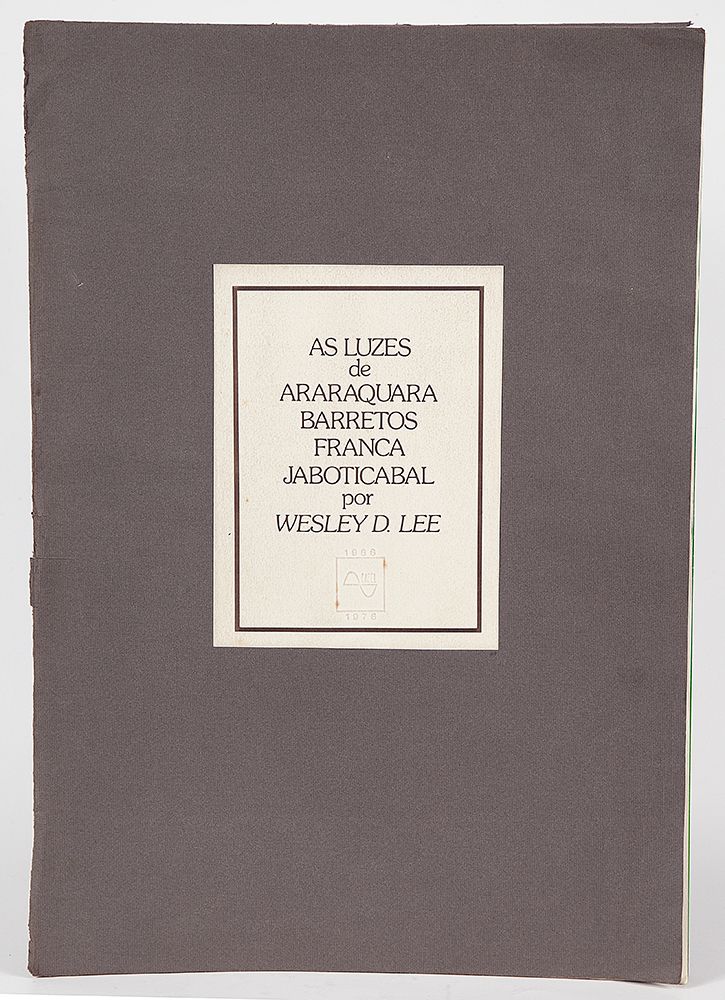 AS LUZES
de
ARARAQUARA
BARRETOS
FRANCA
JABOTICABAL
por
WESLEY D. LEE
1966
1976